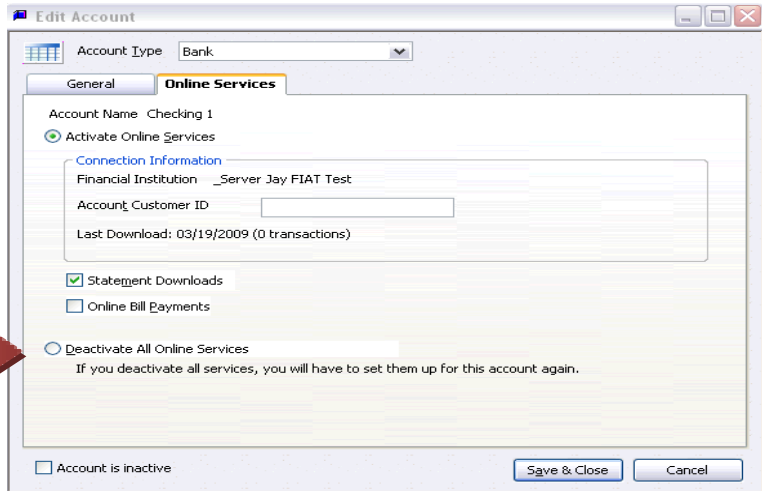 Edit Account
Account Type Bank
General Online Services
Account Name Checking 1
Activate Online Services
Connection Information
Financial Institution _Server Jay FIAT Test
Account Customer ID
Last Download: 03/19/2009 (0 transactions)
Statement Downloads
Online Bill Payments
Deactivate All Online Services
If you deactivate all services, you will have to set them up for this account again.
Account is inactive Save & Close Cancel